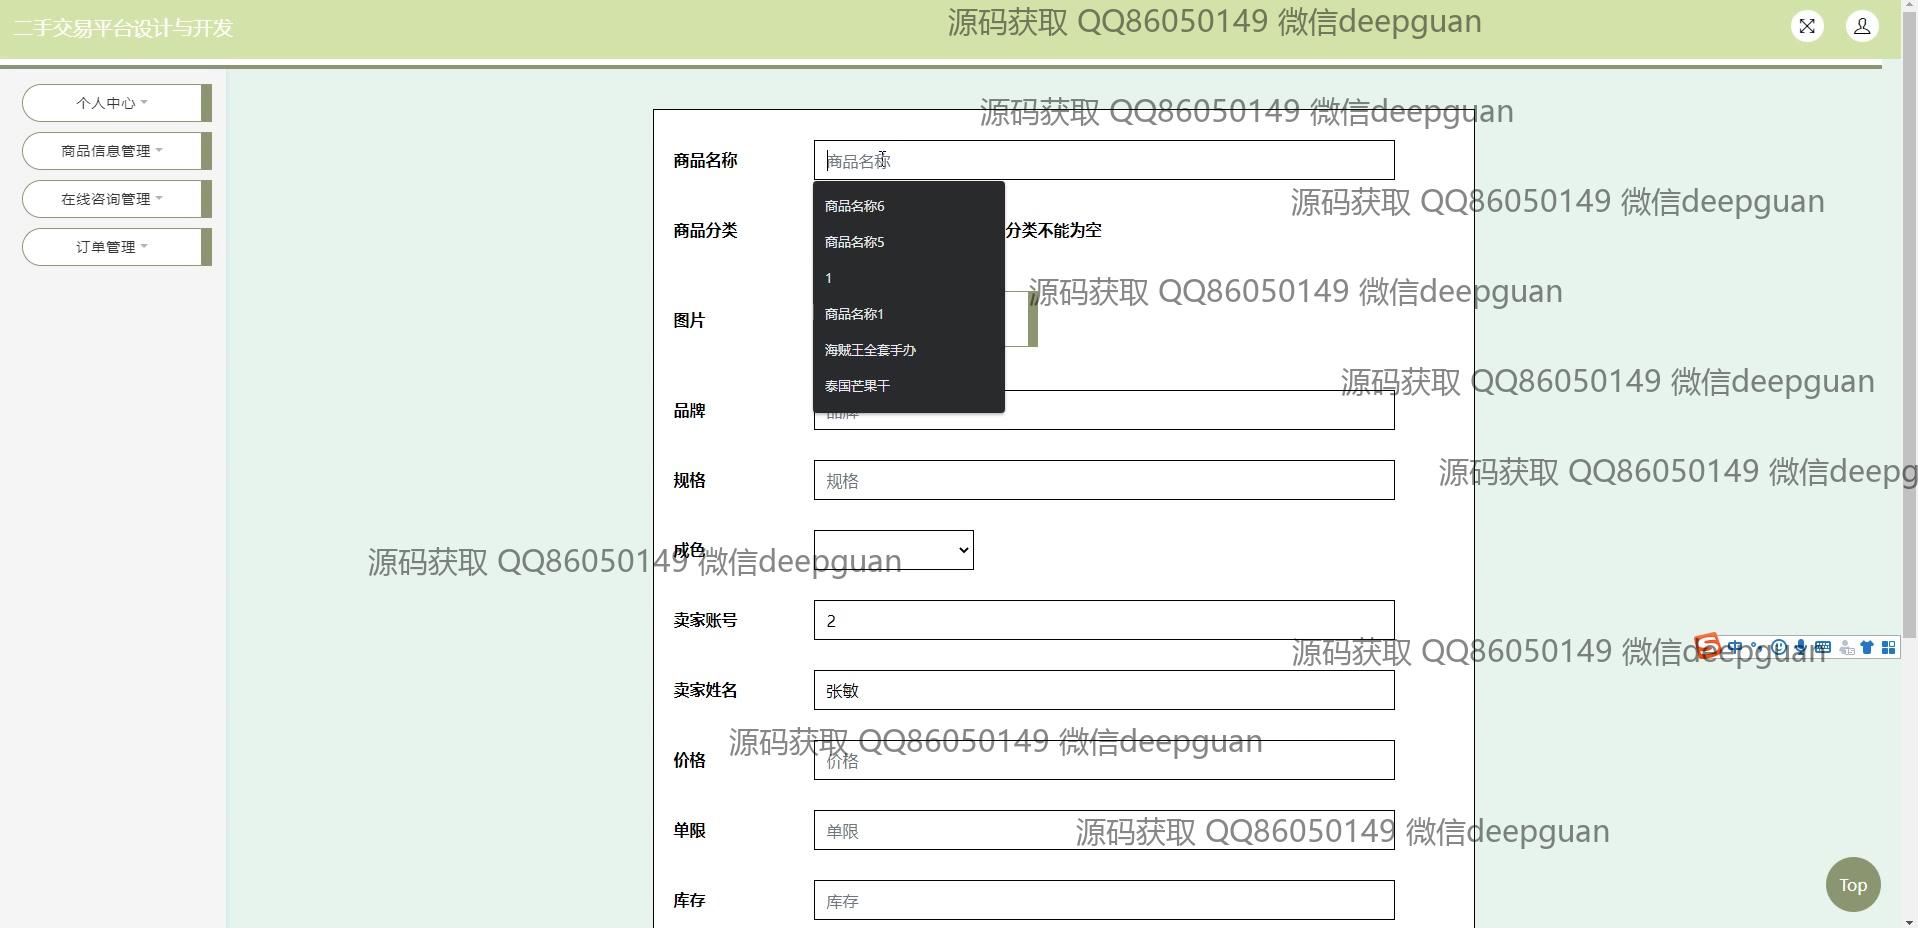 二手交易平台设计与开发
源码获取 QQ86050149 微信deepguan
个人中心
商品信息管理
在线咨询管理
订单管理
源码获取 QQ86050149 微信deepguan
商品名称
商品名称
源码获取 QQ86050149 微信deepguan
商品名称6
商品分类
分类不能为空
商品名称5
1
源码获取 QQ86050149 微信deepguan
图片
商品名称1
海贼王全套手办
泰国芒果干
源码获取 QQ86050149 微信deepguan
品牌
品牌
规格
规格
源码获取 QQ86050149 微信deepg
成色
源码获取 QQ86050149 微信deepguan
卖家账号
2
源码获取 QQ86050149 微信deepguan
中
卖家姓名
张敏
源码获取 QQ86050149 微信deepguan
价格
价格
单限
单限
源码获取 QQ86050149 微信deepguan
库存
库存
Top